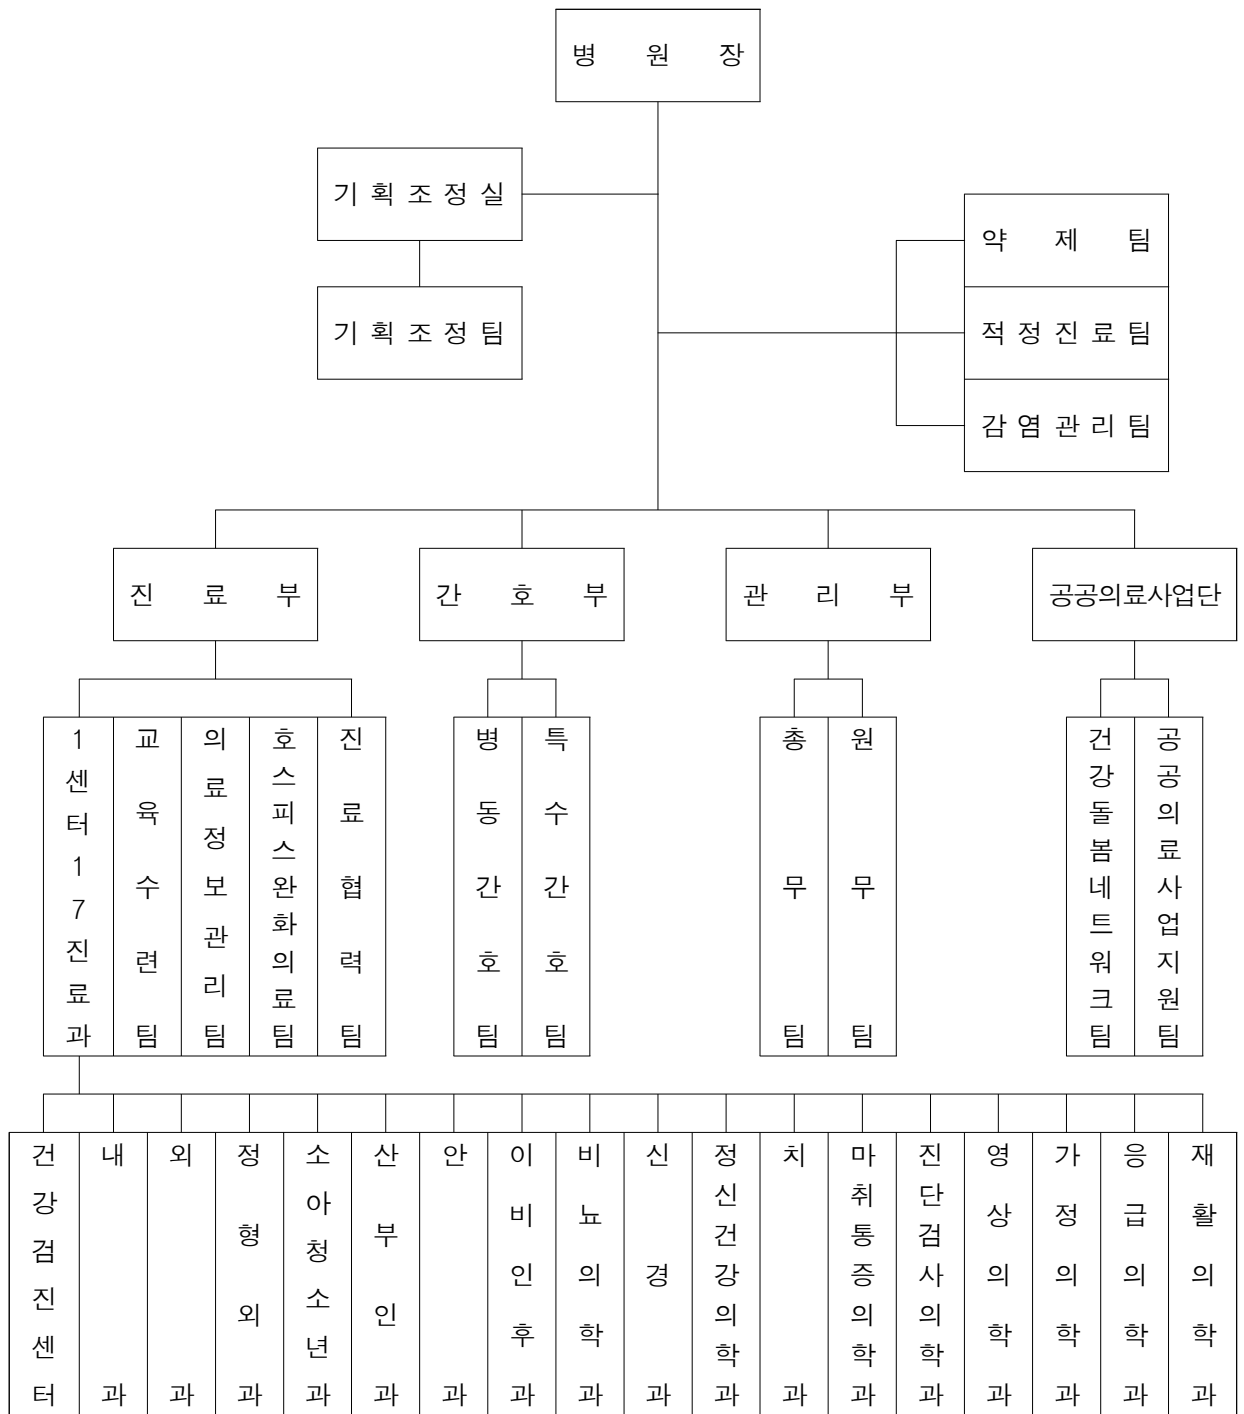 병 원 장
기 획 조 정 실
약 제 팀
기 획 조 정 팀
적 정 진 료 팀
감 염 관 리 팀
진 료 부
간 호 부
관 리 부
공공의료사업단
1센터17진료과
교육수련팀
의료정보관리팀
호스피스완화의료팀
진료협력팀
병동간호팀
특수간호팀
총무팀
원무팀
건강돌봄네트워크팀
공공의료사업지원팀
건강검진센터
내과
외과
정형외과
소아청소년과
산부인과
안과
이비인후과
비뇨의학과
신경과
정신건강의학과
치과
마취통증의학과
진단검사의학과
영상의학과
가정의학과
응급의학과
재활의학과